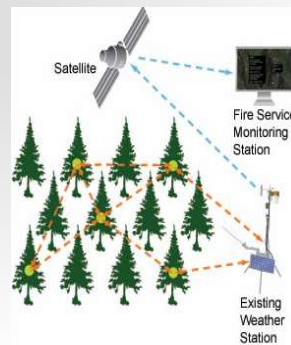 Satellite
Fire Service
Monitoring
Station
Existing
Weather
Station